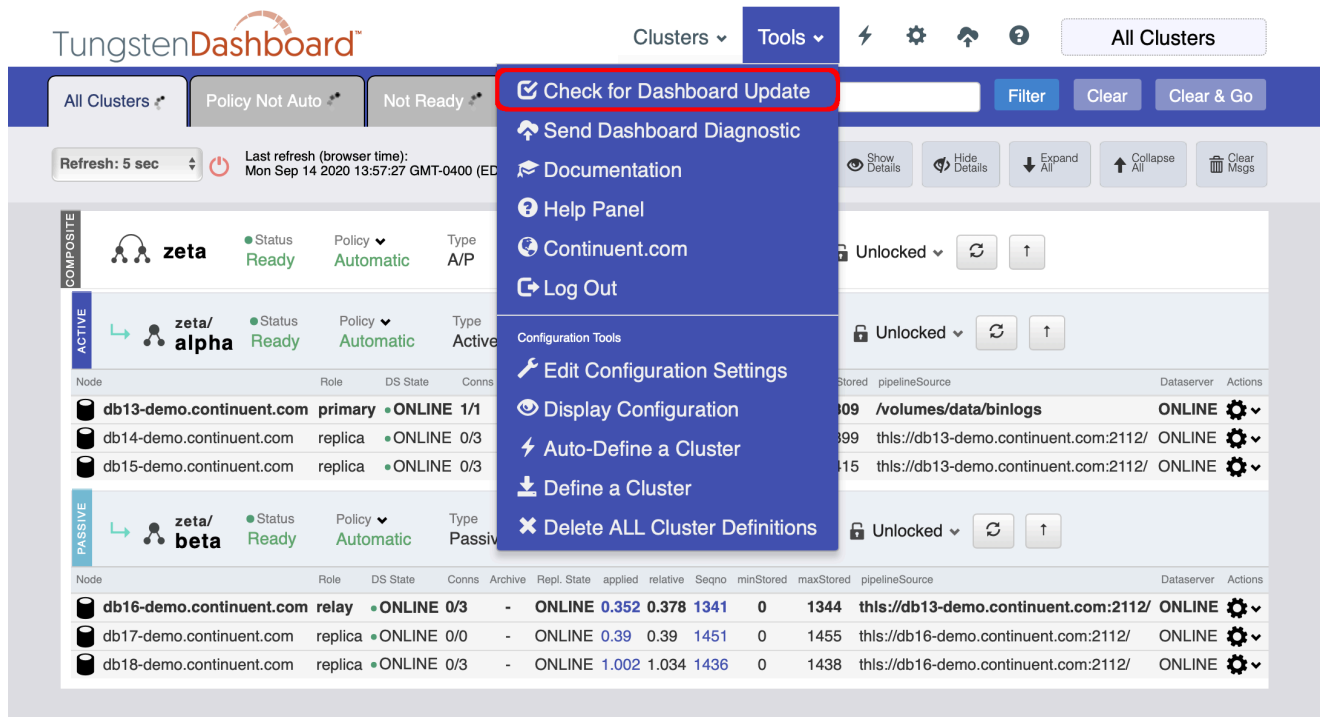 TungstenDashboard™
Clusters
Tools
All Clusters
All Clusters
Policy Not Auto
Not Ready
Filter
Clear
Clear & Go
Check for Dashboard Update
Send Dashboard Diagnostic
Documentation
Help Panel
Continuent.com
Log Out
Configuration Tools
Edit Configuration Settings
Display Configuration
Auto-Define a Cluster
Define a Cluster
Delete ALL Cluster Definitions
Refresh: 5 sec
Last refresh (browser time):
Mon Sep 14 2020 13:57:27 GMT-0400
Show Details
Hide Details
Expand All
Collapse All
Clear Msgs
COMPOSITE
zeta
Status
Ready
Policy
Automatic
Type
A/P
Unlocked
ACTIVE
zeta/
alpha
Status
Ready
Policy
Automatic
Type
Active
Unlocked
Node Role DS State Conns pipelineSource Dataserver Actions
db13-demo.continuent.com primary ONLINE 1/1 /volumes/data/binlogs ONLINE
db14-demo.continuent.com replica ONLINE 0/3 thls://db13-demo.continuent.com:2112/ ONLINE
db15-demo.continuent.com replica ONLINE 0/3 thls://db13-demo.continuent.com:2112/ ONLINE
PASSIVE
zeta/
beta
Status
Ready
Policy
Automatic
Type
Passiv
Unlocked
Node Role DS State Conns Archive Repl. State applied relative Seqno minStored maxStored pipelineSource Dataserver Actions
db16-demo.continuent.com relay ONLINE 0/3 - ONLINE 0.352 0.378 1341 0 1344 thls://db13-demo.continuent.com:2112/ ONLINE
db17-demo.continuent.com replica ONLINE 0/0 - ONLINE 0.39 0.39 1451 0 1455 thls://db16-demo.continuent.com:2112/ ONLINE
db18-demo.continuent.com replica ONLINE 0/3 - ONLINE 1.002 1.034 1436 0 1438 thls://db16-demo.continuent.com:2112/ ONLINE